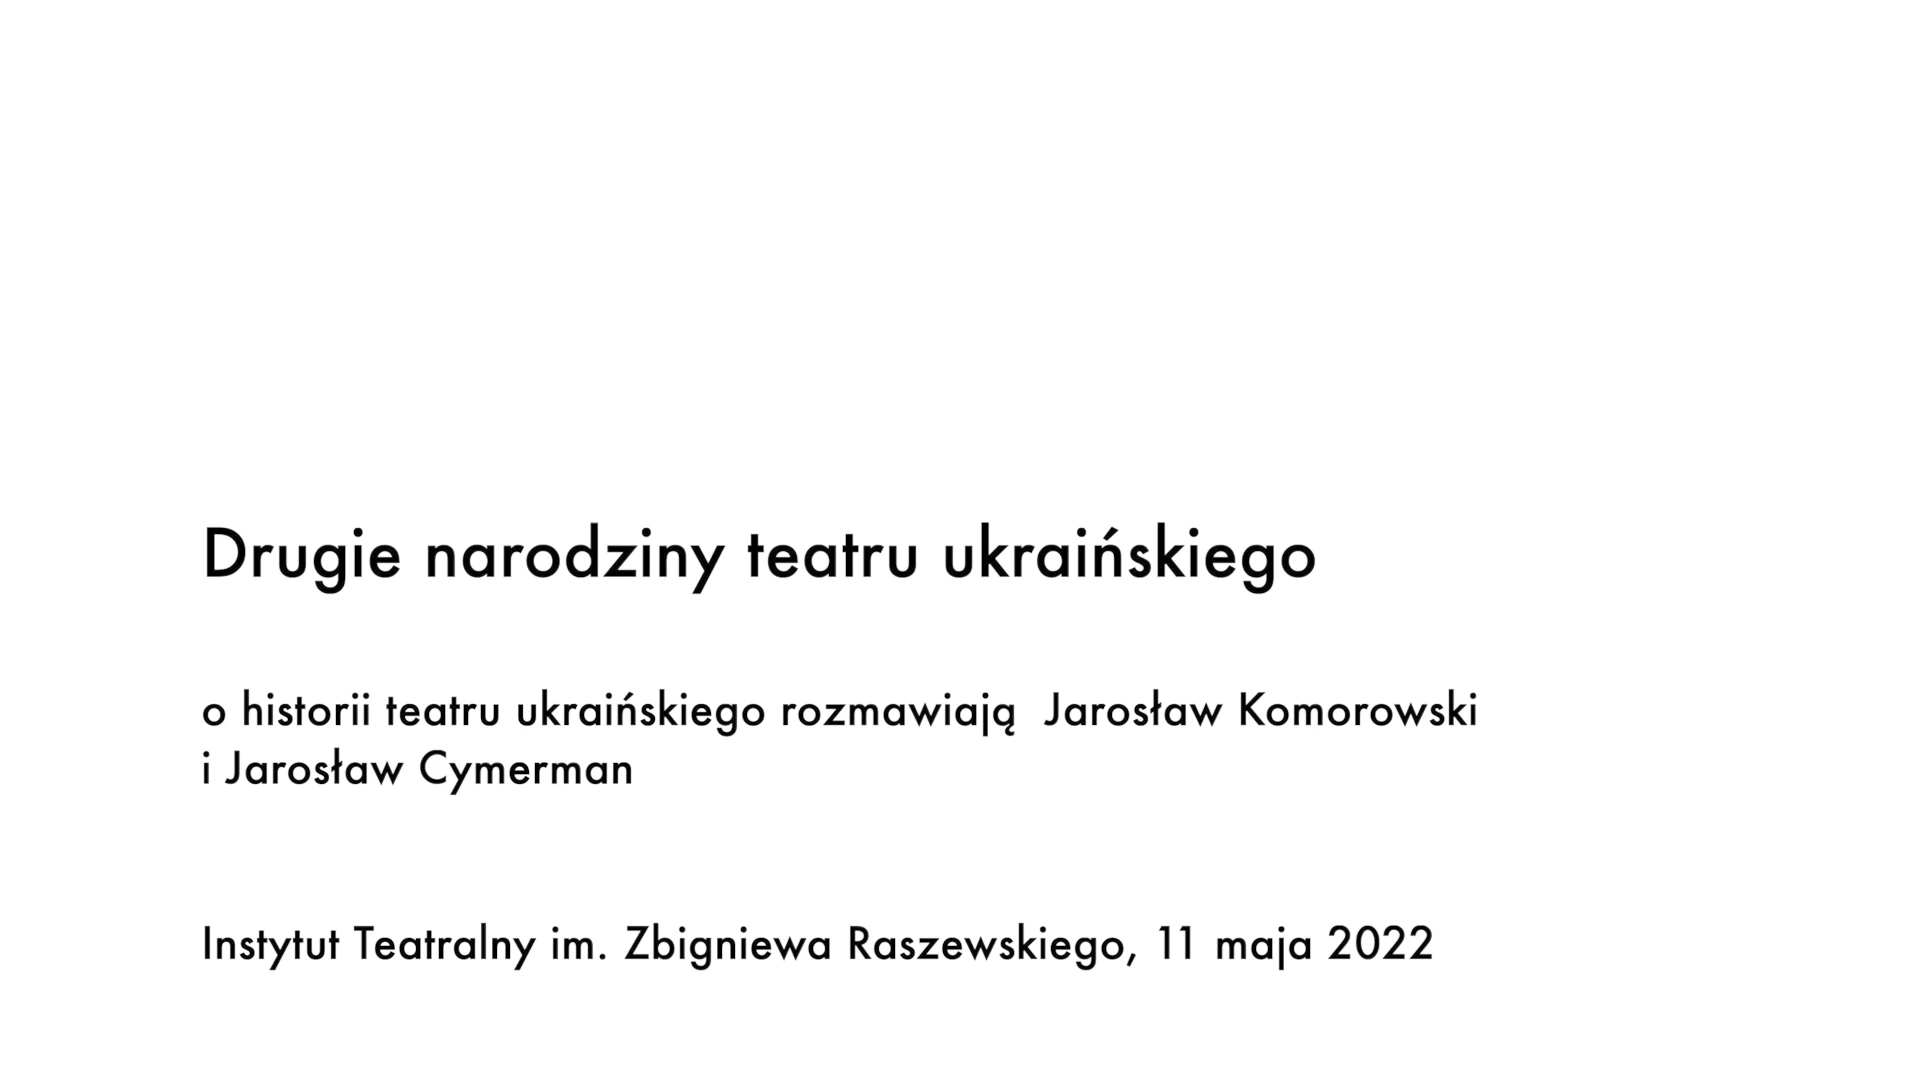 Drugie narodziny teatru ukraińskiego
o historii teatru ukraińskiego rozmawiają  Jarosław Komorowski
i Jarosław Cymerman
Instytut Teatralny im. Zbigniewa Raszewskiego, 11 maja 2022